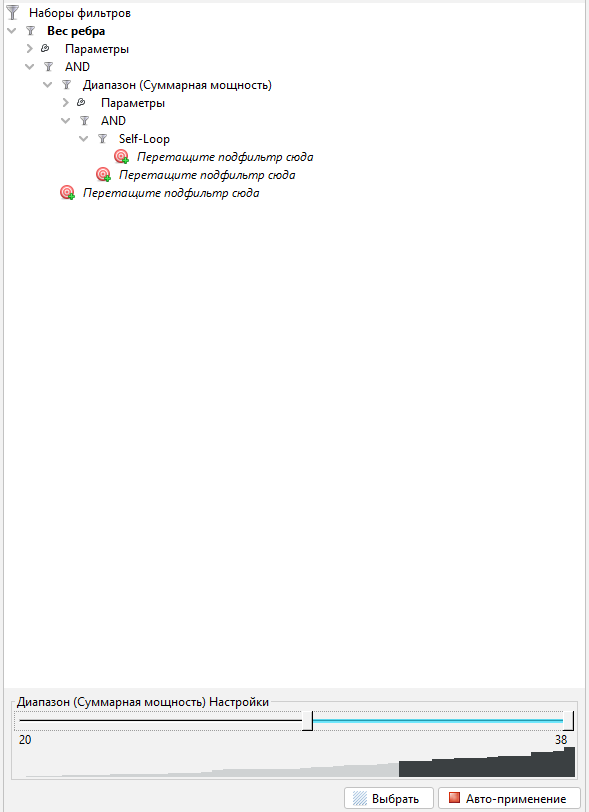 Наборы фильтров
Вес ребра
Параметры
AND
Диапазон (Суммарная мощность)
Параметры
AND
Self-Loop
Перетащите подфильтр сюда
Перетащите подфильтр сюда
Перетащите подфильтр сюда
Диапазон (Суммарная мощность) Настройки
20 38
Выбрать Авто-применение